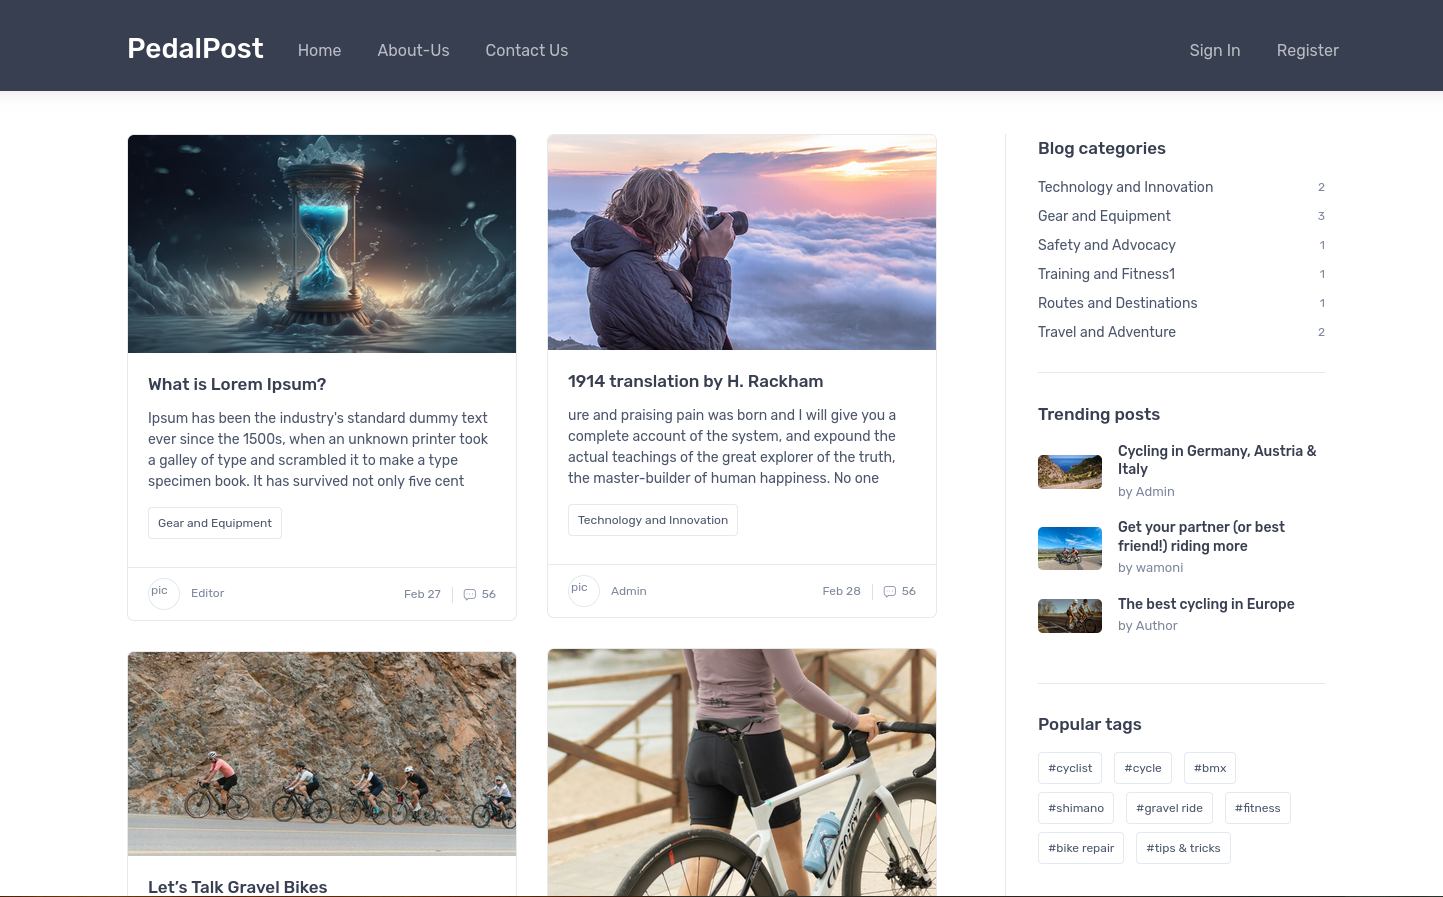 PedalPost Home About-Us Contact Us Sign In Register
What is Lorem Ipsum?
Ipsum has been the industry's standard dummy text
ever since the 1500s, when an unknown printer took
a galley of type and scrambled it to make a type
specimen book. It has survived not only five cent
Gear and Equipment
pic Editor Feb 27 56
1914 translation by H. Rackham
ure and praising pain was born and I will give you a
complete account of the system, and expound the
actual teachings of the great explorer of the truth,
the master-builder of human happiness. No one
Technology and Innovation
pic Admin Feb 28 56
Let’s Talk Gravel Bikes
Blog categories
Technology and Innovation 2
Gear and Equipment 3
Safety and Advocacy 1
Training and Fitness1 1
Routes and Destinations 1
Travel and Adventure 2
Trending posts
Cycling in Germany, Austria &
Italy
by Admin
Get your partner (or best
friend!) riding more
by wamoni
The best cycling in Europe
by Author
Popular tags
#cyclist #cycle #bmx
#shimano #gravel ride #fitness
#bike repair #tips & tricks